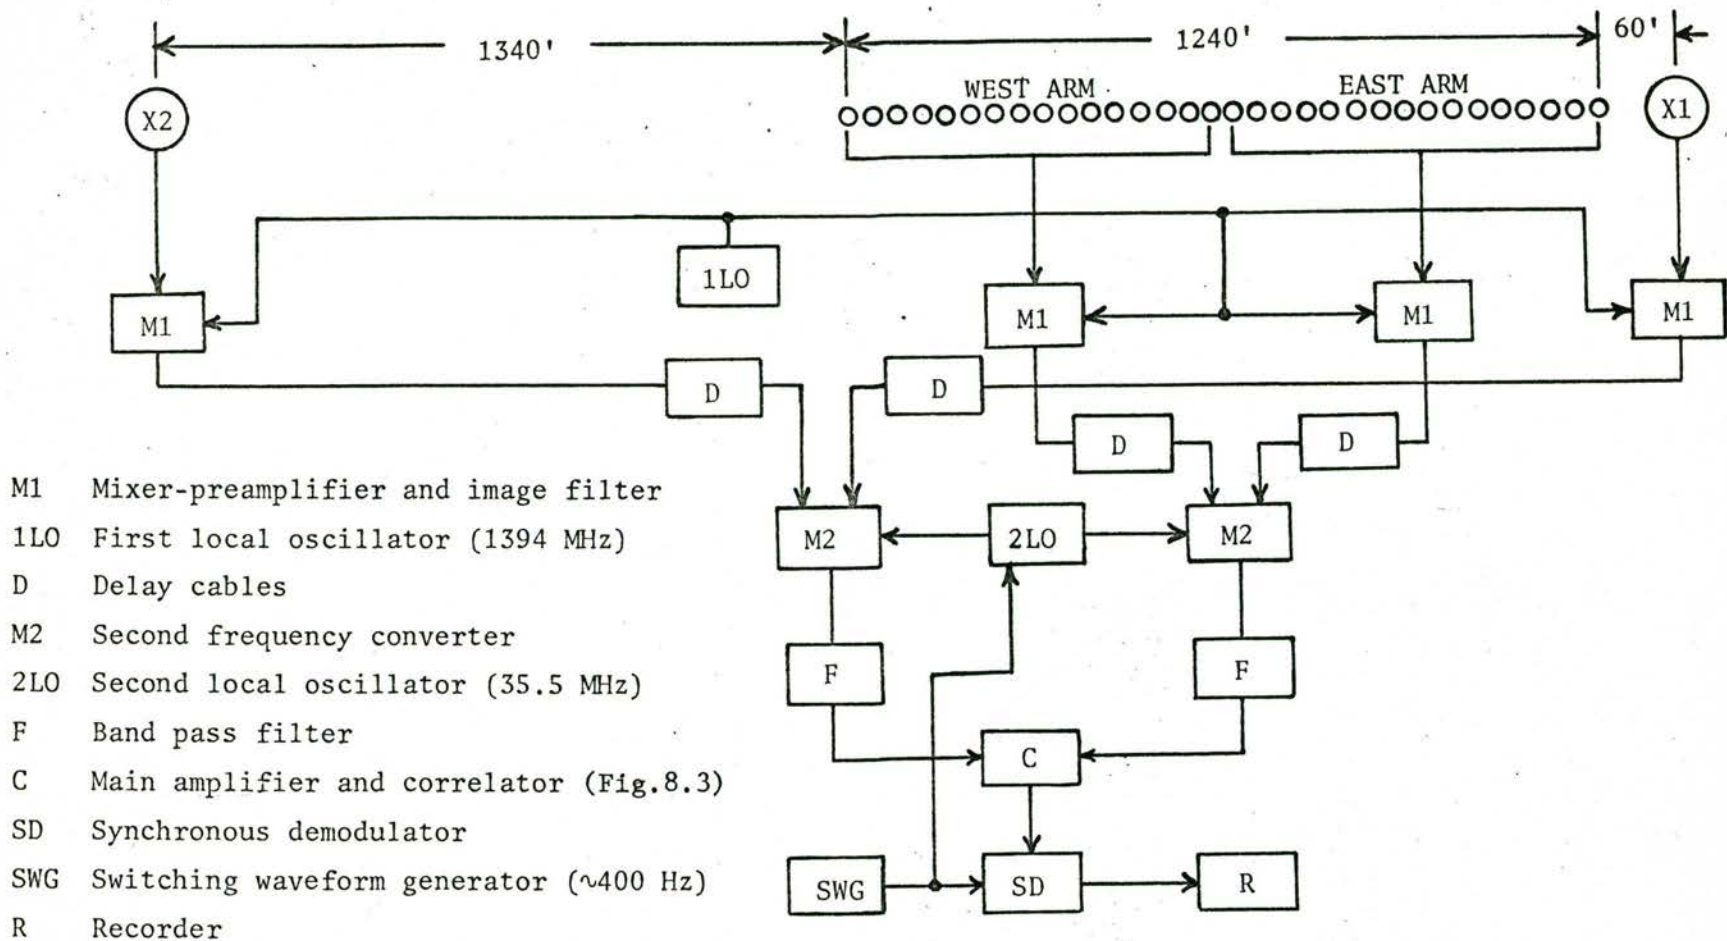 1340' 1240' 60'
WEST ARM EAST ARM
X2 X1
1LO
M1 M1 M1 M1
D D
D D
M2 2LO M2
F F
C
SWG SD R
M1 Mixer-preamplifier and image filter
1LO First local oscillator (1394 MHz)
D Delay cables
M2 Second frequency converter
2LO Second local oscillator (35.5 MHz)
F Band pass filter
C Main amplifier and correlator (Fig.8.3)
SD Synchronous demodulator
SWG Switching waveform generator (~400 Hz)
R Recorder